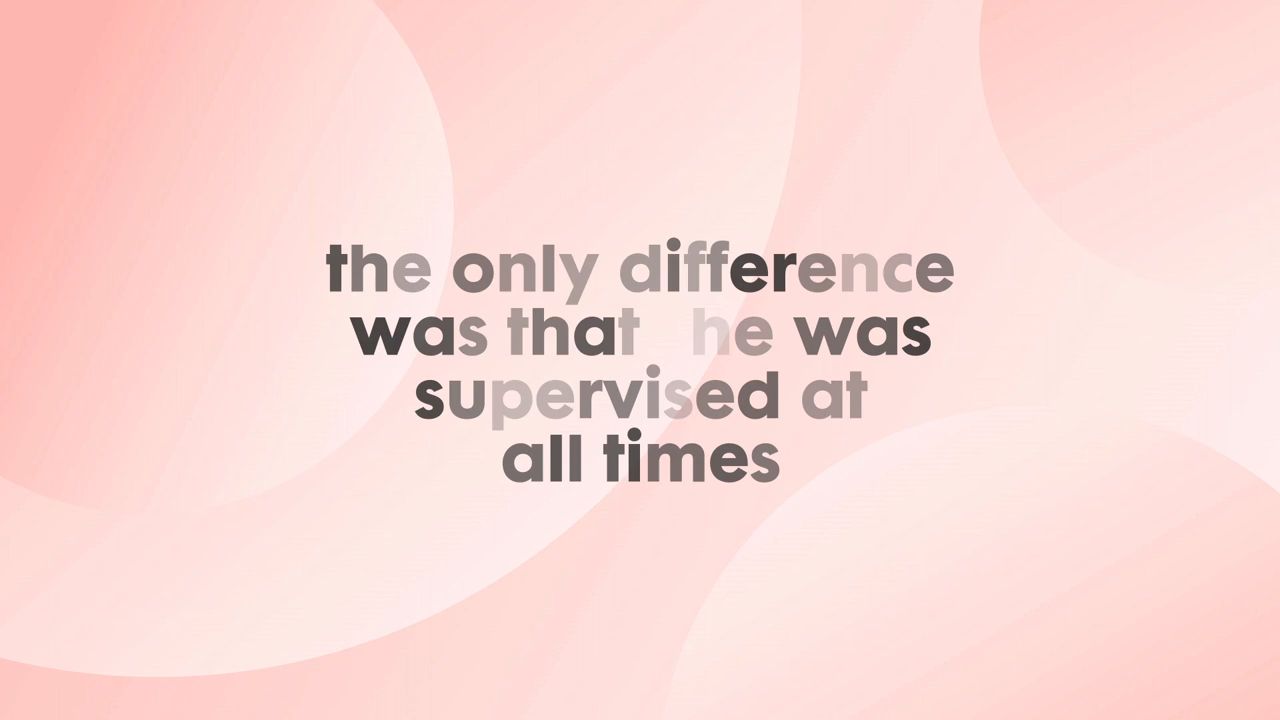 the only difference
was that he was
supervised at
all times